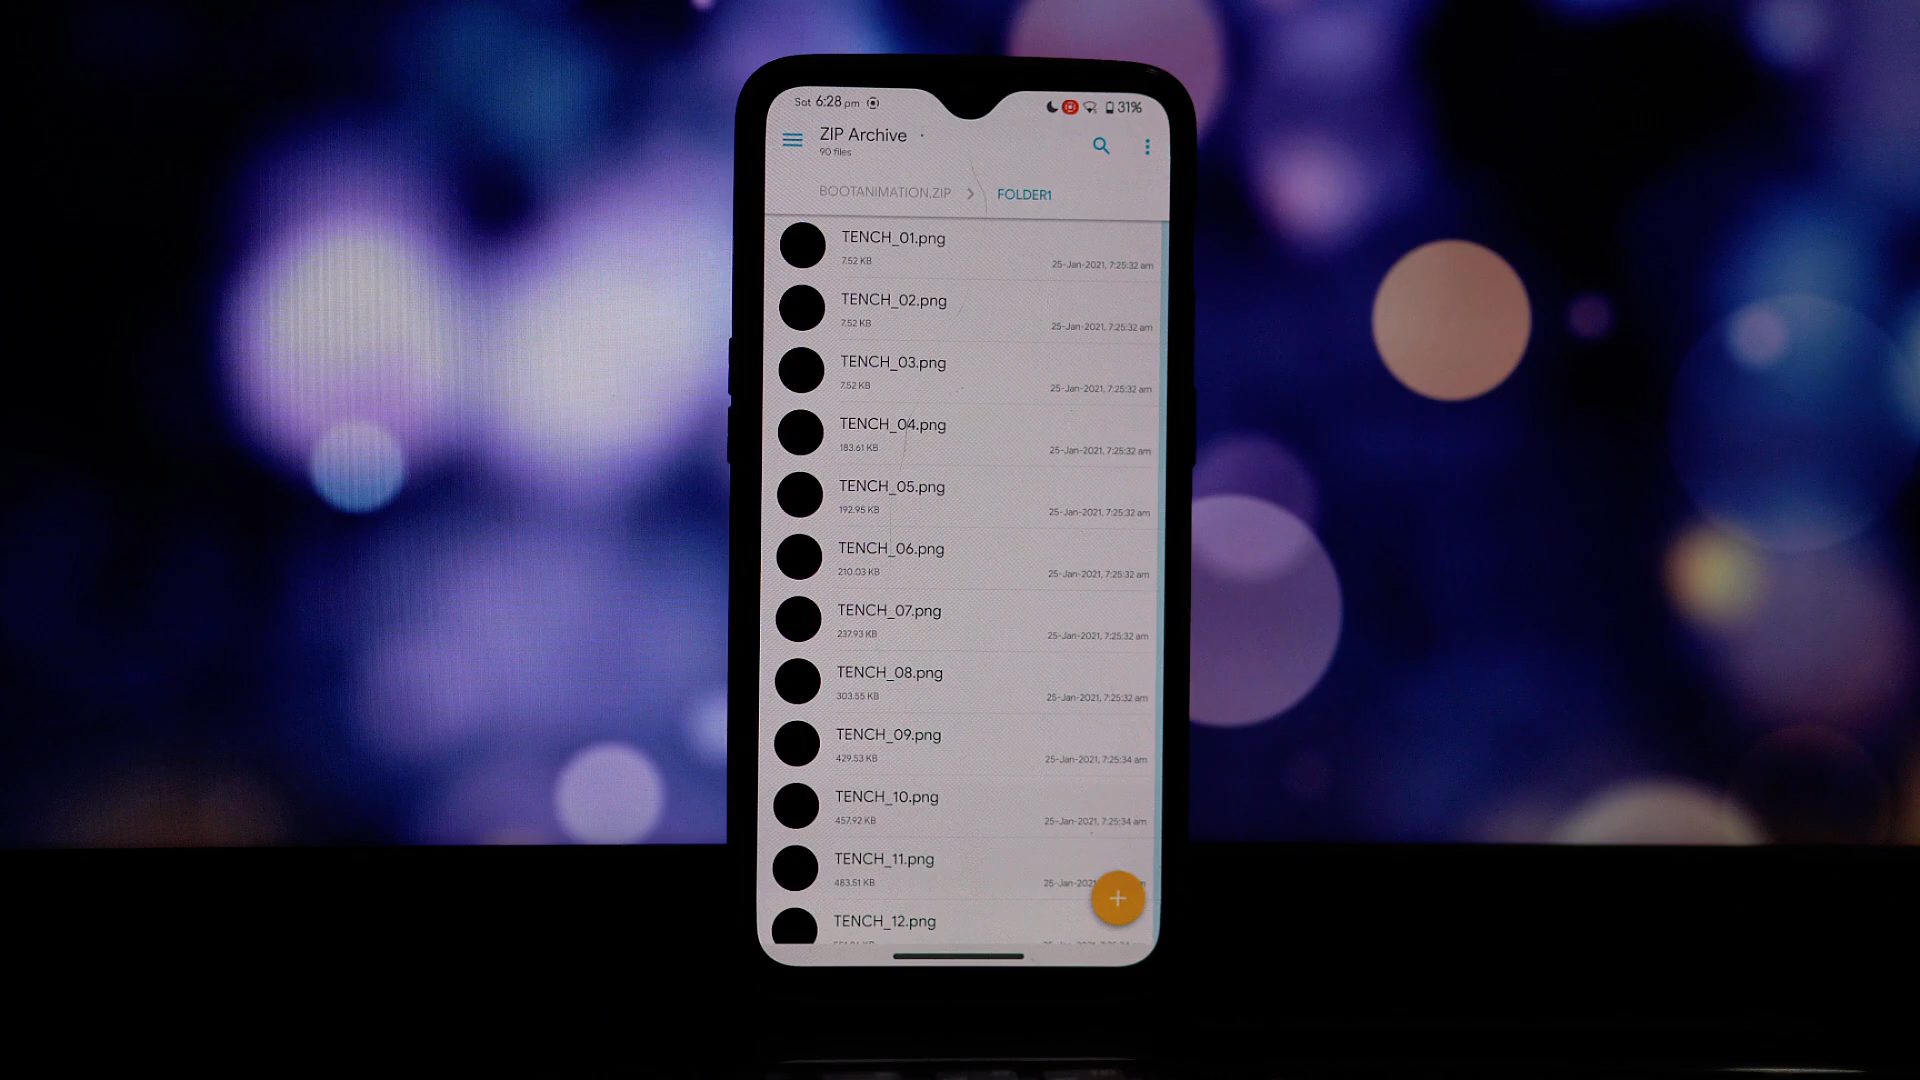 Sat 6:28 pm 31%
ZIP Archive
90 files
BOOTANIMATION.ZIP > FOLDER1
TENCH_01.png
7.52 KB 25-Jan-2021, 7:25:32 am
TENCH_02.png
7.52 KB 25-Jan-2021, 7:25:32 am
TENCH_03.png
7.52 KB 25-Jan-2021, 7:25:32 am
TENCH_04.png
183.61 KB 25-Jan-2021, 7:25:32 am
TENCH_05.png
192.95 KB 25-Jan-2021, 7:25:32 am
TENCH_06.png
210.03 KB 25-Jan-2021, 7:25:32 am
TENCH_07.png
237.93 KB 25-Jan-2021, 7:25:32 am
TENCH_08.png
303.55 KB 25-Jan-2021, 7:25:32 am
TENCH_09.png
429.53 KB 25-Jan-2021, 7:25:34 am
TENCH_10.png
457.92 KB 25-Jan-2021, 7:25:34 am
TENCH_11.png
483.51 KB 25-Jan-202
TENCH_12.png